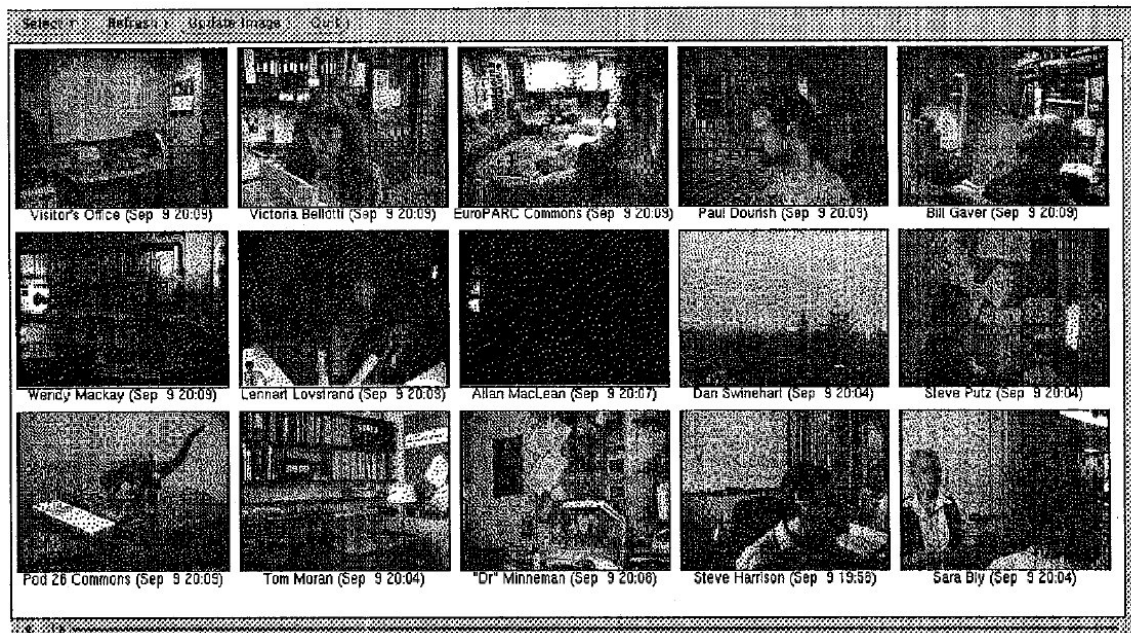 Select Refresh Update Image Quit
Visitor's Office (Sep 9 20:09) Victoria Bellotti (Sep 9 20:09) EuroPARC Commons (Sep 9 20:09) Paul Dourish (Sep 9 20:09) Bill Gaver (Sep 9 20:09)
Wendy Mackay (Sep 9 20:09) Lennart Lovstrand (Sep 9 20:09) Allan MacLean (Sep 9 20:07) Dan Swinehart (Sep 9 20:04) Steve Putz (Sep 9 20:04)
Pod 26 Commons (Sep 9 20:09) Tom Moran (Sep 9 20:04) "Dr" Minneman (Sep 9 20:06) Steve Harrison (Sep 9 19:58) Sara Bly (Sep 9 20:04)